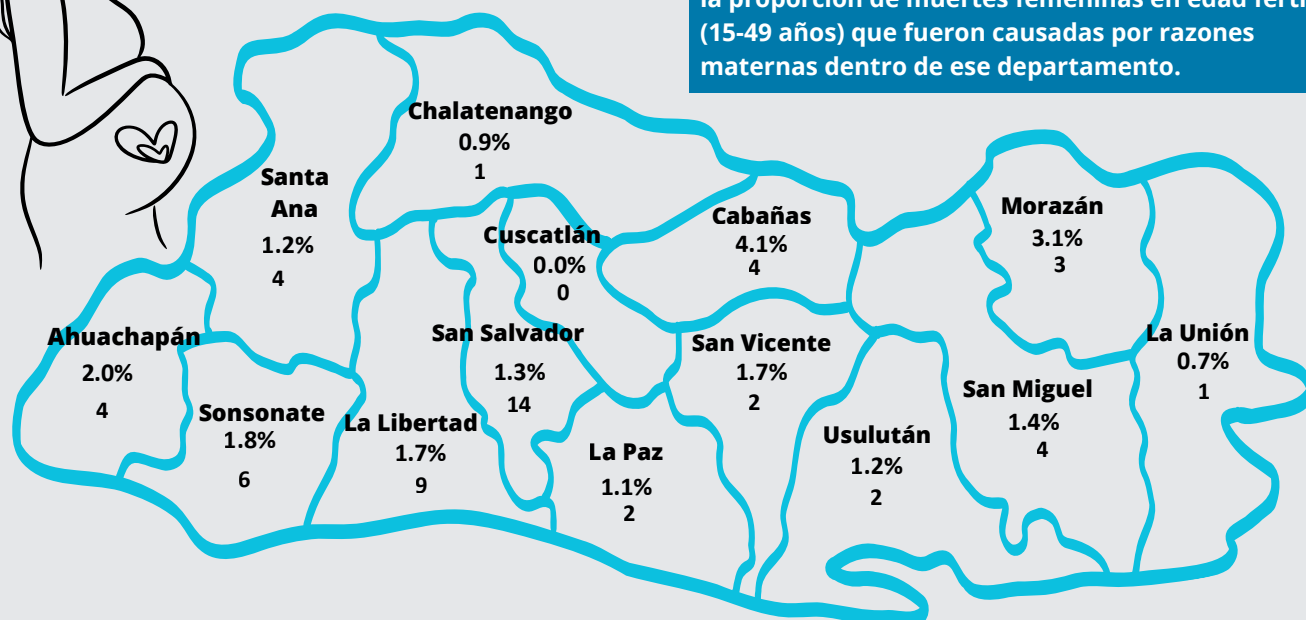 la proporción de muertes femeninas en edad
(15-49 años) que fueron causadas por razones
maternas dentro de ese departamento.
Chalatenango
0.9%
1
Santa
Ana
1.2%
4
Cuscatlán
0.0%
0
Cabañas
4.1%
4
Morazán
3.1%
3
Ahuachapán
2.0%
4
Sonsonate
1.8%
6
La Libertad
1.7%
9
San Salvador
1.3%
14
La Paz
1.1%
2
San Vicente
1.7%
2
Usulután
1.2%
2
San Miguel
1.4%
4
La Unión
0.7%
1